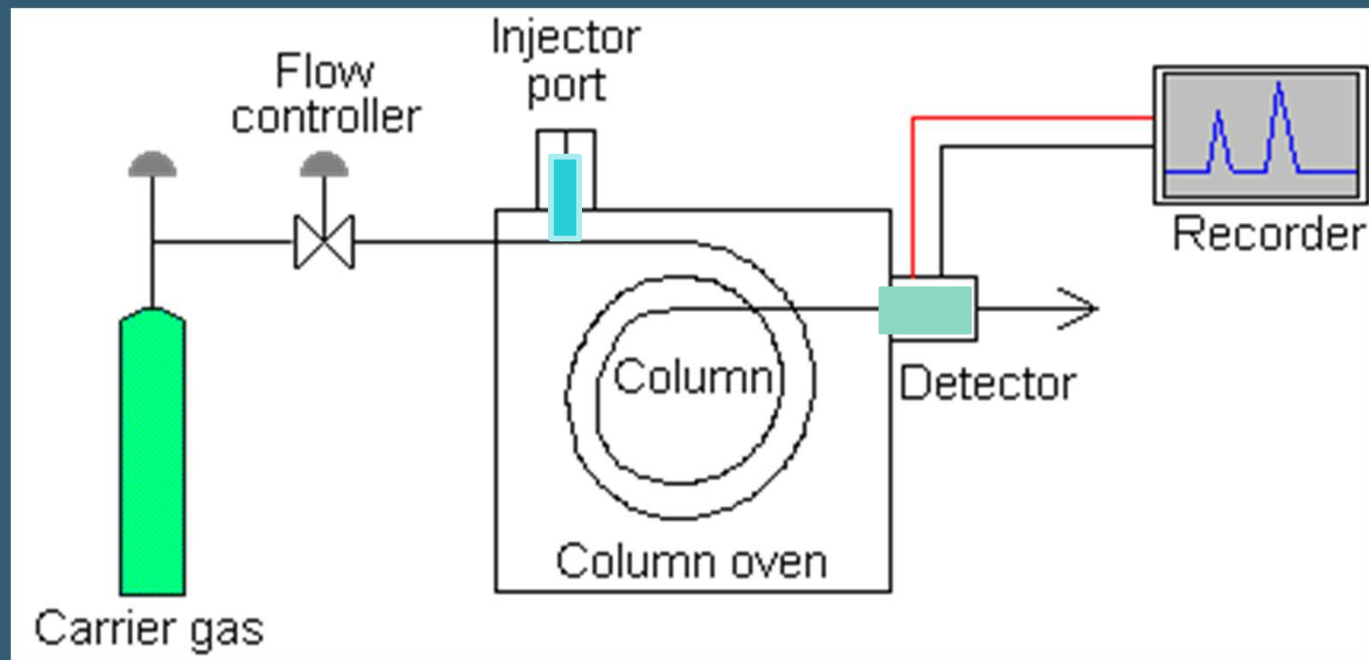 Injector
port
Flow
controller
Recorder
Column
Detector
Column oven
Carrier gas